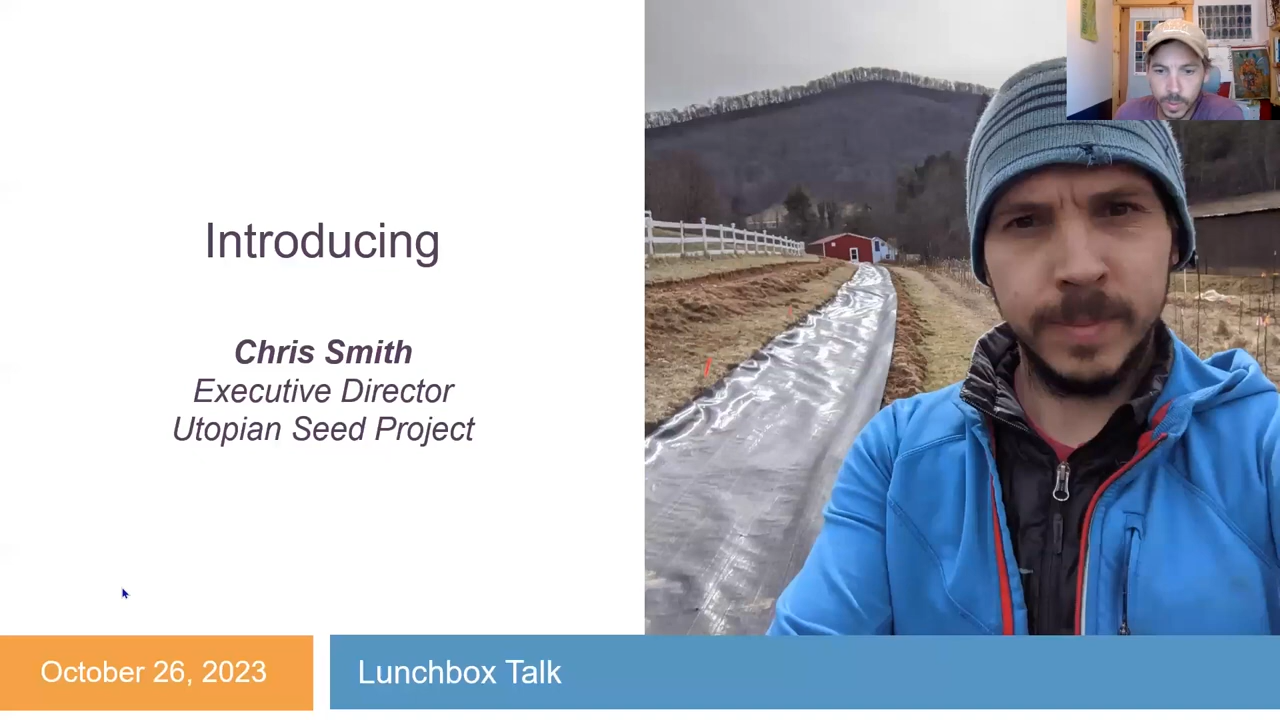 Introducing
Chris Smith
Executive Director
Utopian Seed Project
October 26, 2023
Lunchbox Talk